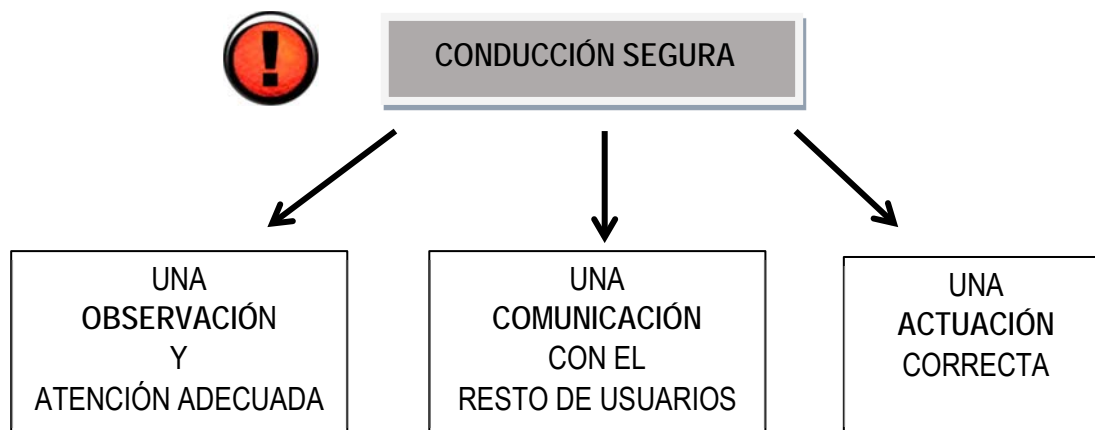 CONDUCCIÓN SEGURA
UNA
OBSERVACIÓN
Y
ATENCIÓN ADECUADA
UNA
COMUNICACIÓN
CON EL
RESTO DE USUARIOS
UNA
ACTUACIÓN
CORRECTA